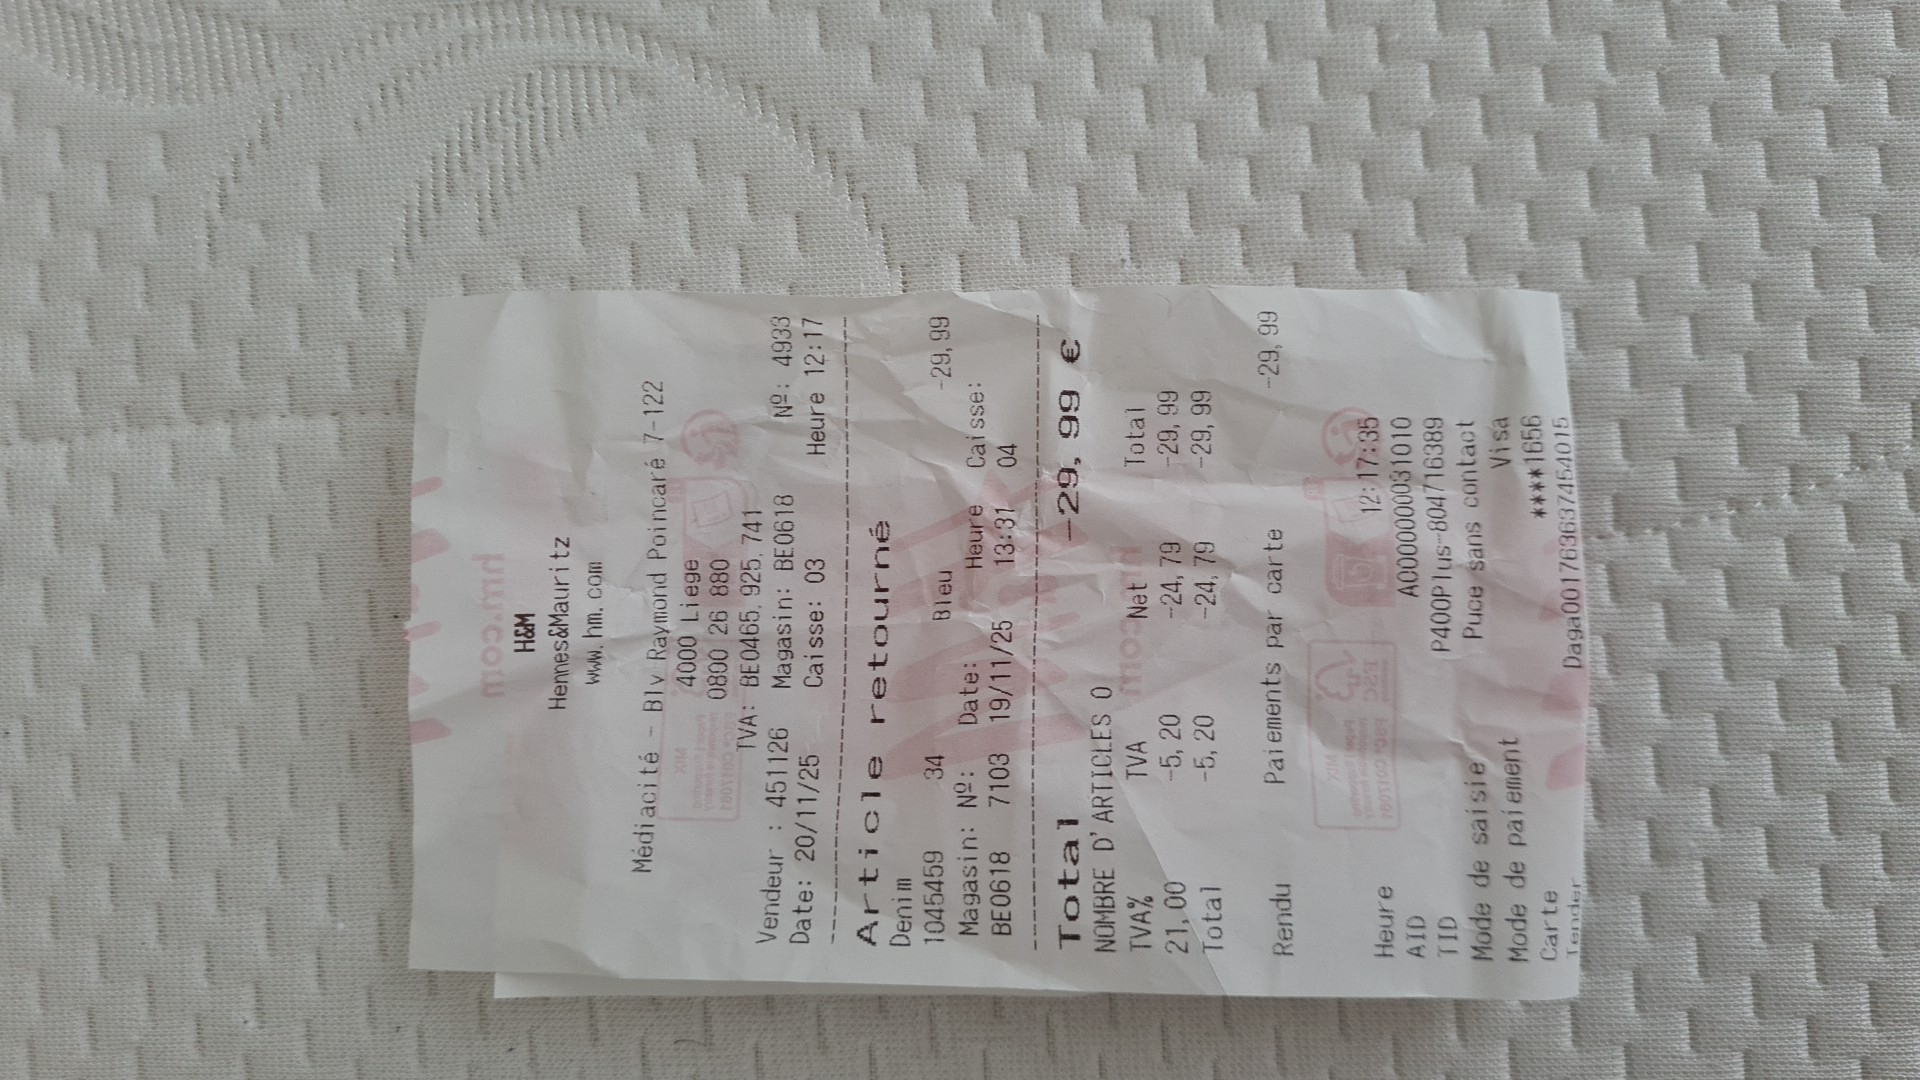 H&M
Hennes&Mauritz
www.hm.com
Médiacité - Blv Raymond Poincaré 7-122
4000 Liege
0800 26 880
TVA: BE0465.925.741
Vendeur : 451126 Magasin: BE0618 Nº: 4933
Date: 20/11/25 Caisse: 03 Heure 12:17
Article retourné
Denim
1045459 34 Bleu -29,99
Magasin: Nº: Date: Heure Caisse:
BE0618 7103 19/11/25 13:31 04
Total -29,99 €
NOMBRE D'ARTICLES 0
TVA% TVA Net Total
21,00 -5,20 -24,79 -29,99
Total -5,20 -24,79 -29,99
Rendu Paiements par carte -29,99
Heure 12:17:35
AID A0000000031010
TID P400Plus-804716389
Mode de saisie Puce sans contact
Mode de paiement Visa
Carte ****1656
Tender Daga001763637454015
hm.com